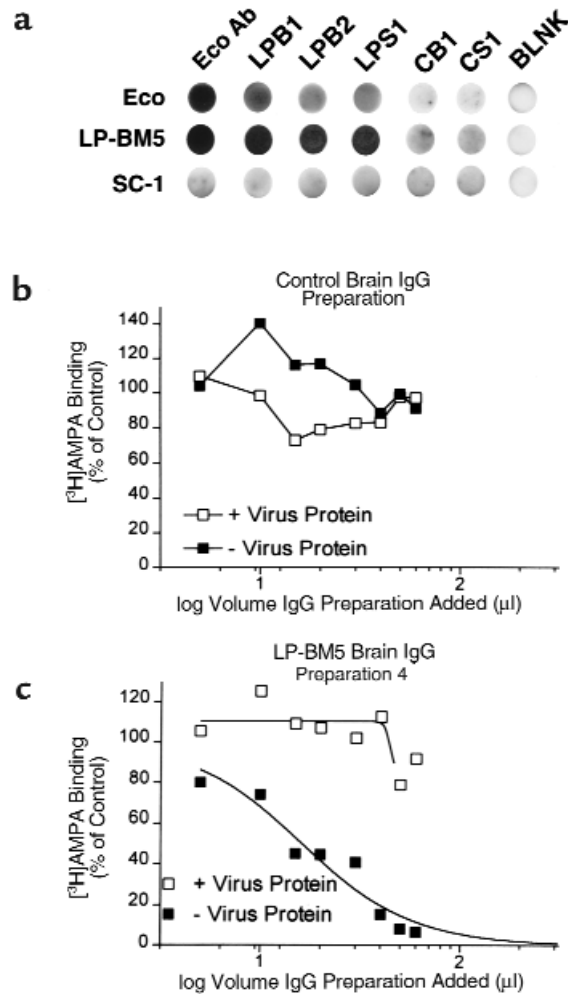 a
Eco Ab LPB1 LPB2 LPS1 CB1 CS1 BLNK
Eco
LP-BM5
SC-1
b
Control Brain IgG
Preparation
[³H]AMPA Binding
(% of Control)
140
120
100
80
60
40
20
0
+ Virus Protein
- Virus Protein
1 2
log Volume IgG Preparation Added (µl)
c
LP-BM5 Brain IgG
Preparation 4
[³H]AMPA Binding
(% of Control)
120
100
80
60
40
20
0
+ Virus Protein
- Virus Protein
1 2
log Volume IgG Preparation Added (µl)